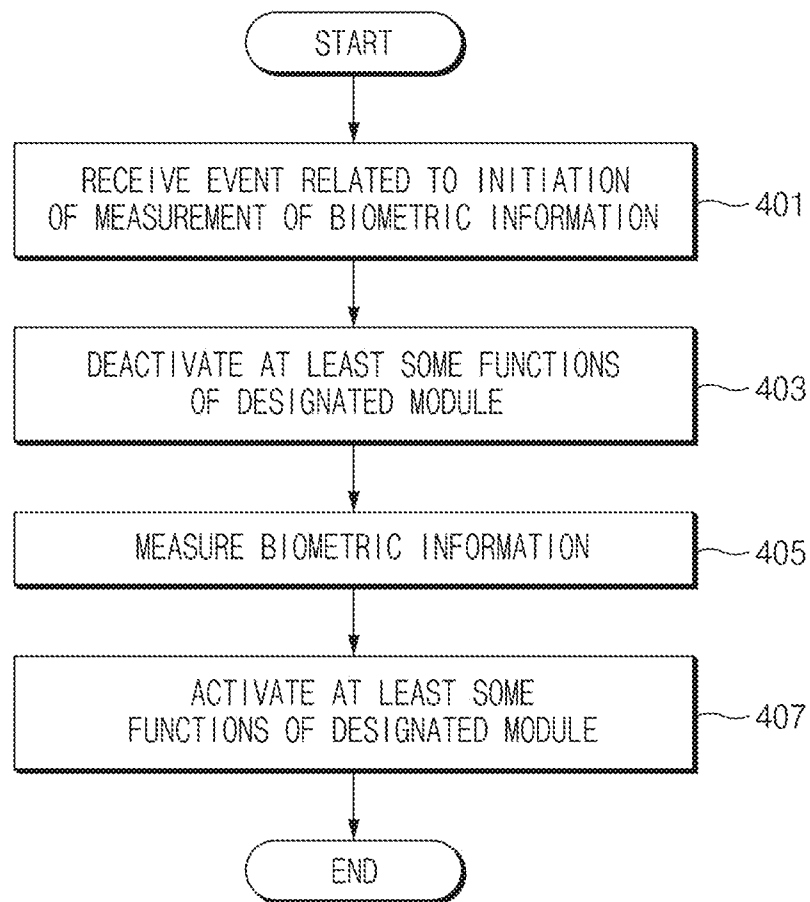 START
RECEIVE EVENT RELATED TO INITIATION
OF MEASUREMENT OF BIOMETRIC INFORMATION
401
DEACTIVATE AT LEAST SOME FUNCTIONS
OF DESIGNATED MODULE
403
MEASURE BIOMETRIC INFORMATION
405
ACTIVATE AT LEAST SOME
FUNCTIONS OF DESIGNATED MODULE
407
END